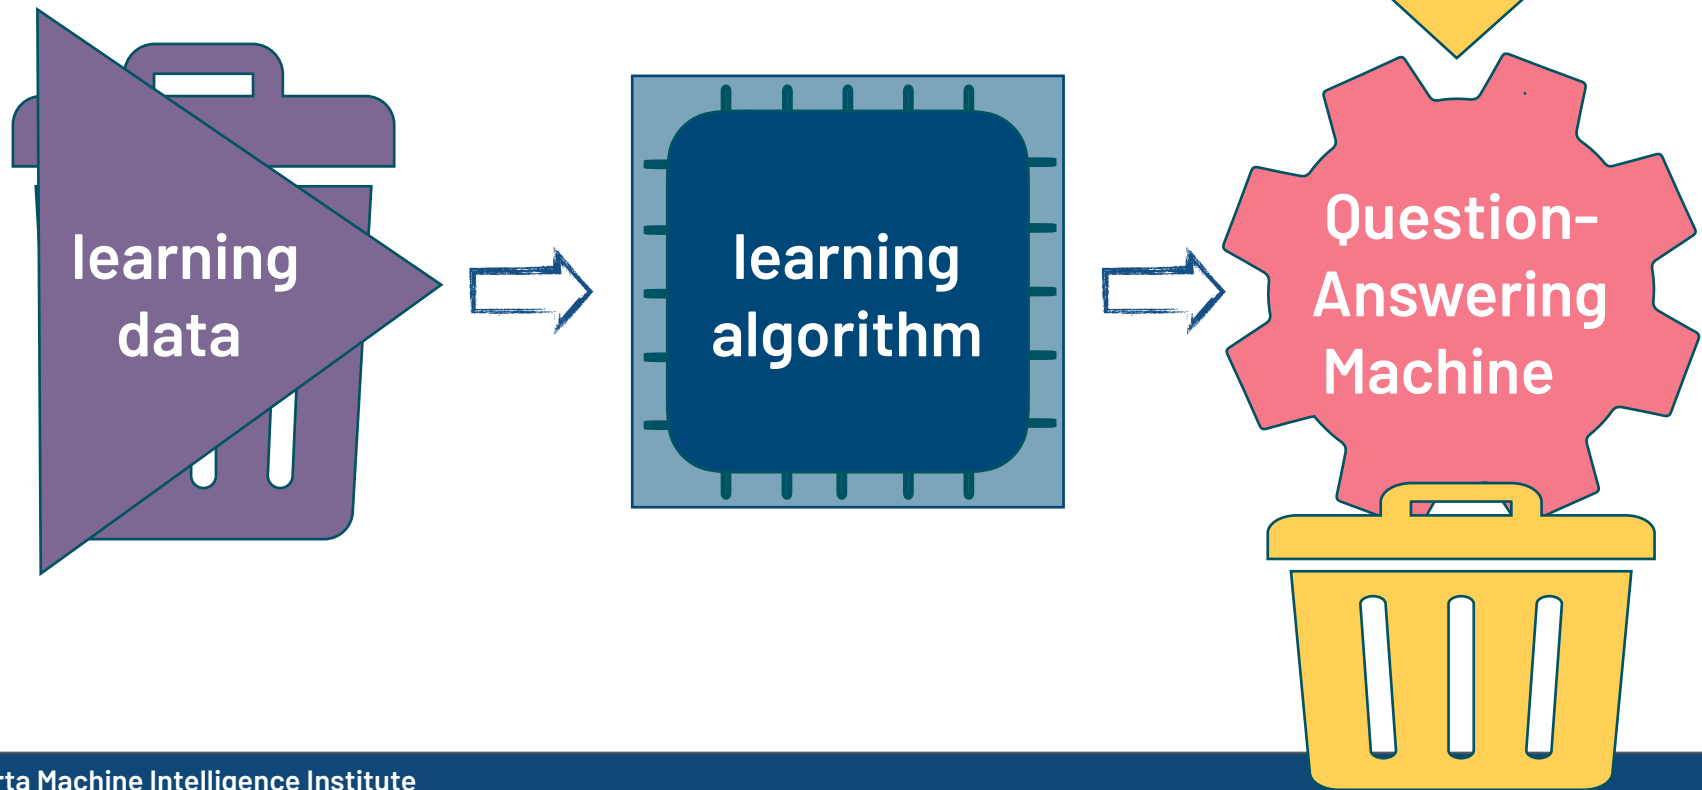 learning
data
learning
algorithm
Question-
Answering
Machine
rta Machine Intelligence Institute